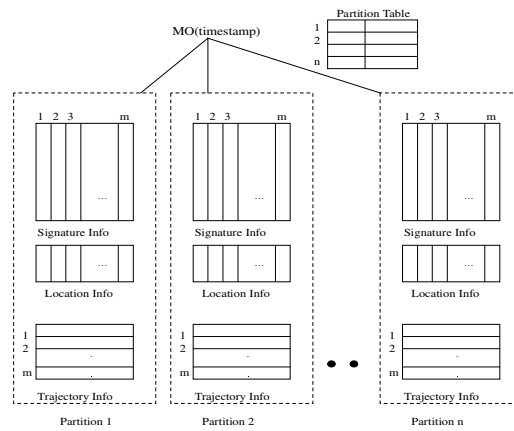 Partition Table
MO(timestamp)
1
2
n
1 2 3 m
1 2 3 m
1 2 3 m
... ... ...
Signature Info Signature Info Signature Info
... ... ...
Location Info Location Info Location Info
1 1 1
2 2 2
m m m
Trajectory Info Trajectory Info Trajectory Info
Partition 1 Partition 2 Partition n